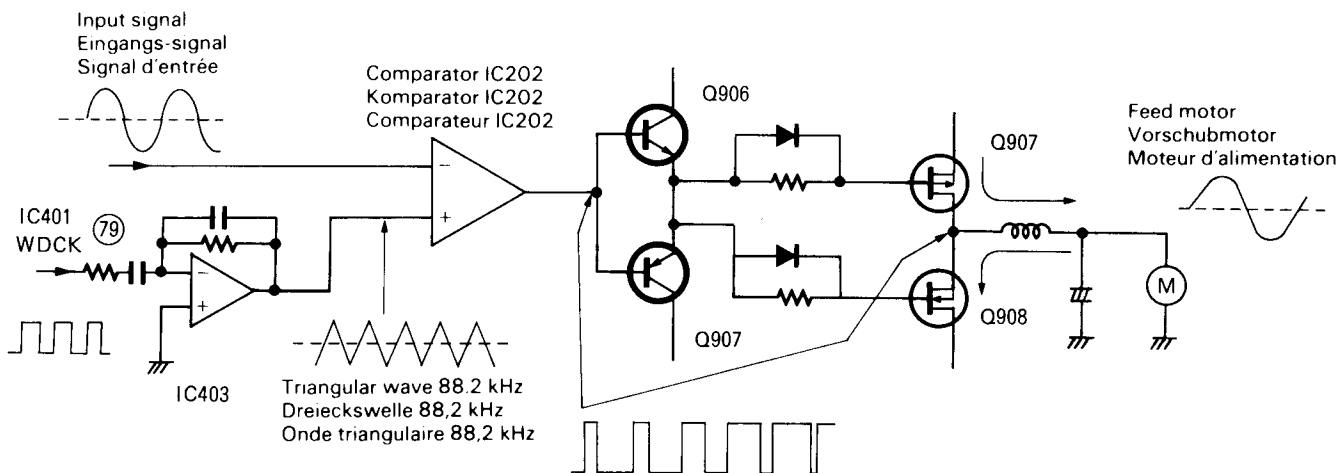 Input signal
Eingangs-signal
Signal d'entrée
Comparator IC202
Komparator IC202
Comparateur IC202
Q906
Q907
Feed motor
Vorschubmotor
Moteur d'alimentation
−
+
IC401
WDCK
79
−
+
IC403
Triangular wave 88.2 kHz
Dreieckswelle 88,2 kHz
Onde triangulaire 88,2 kHz
Q907
Q908
M